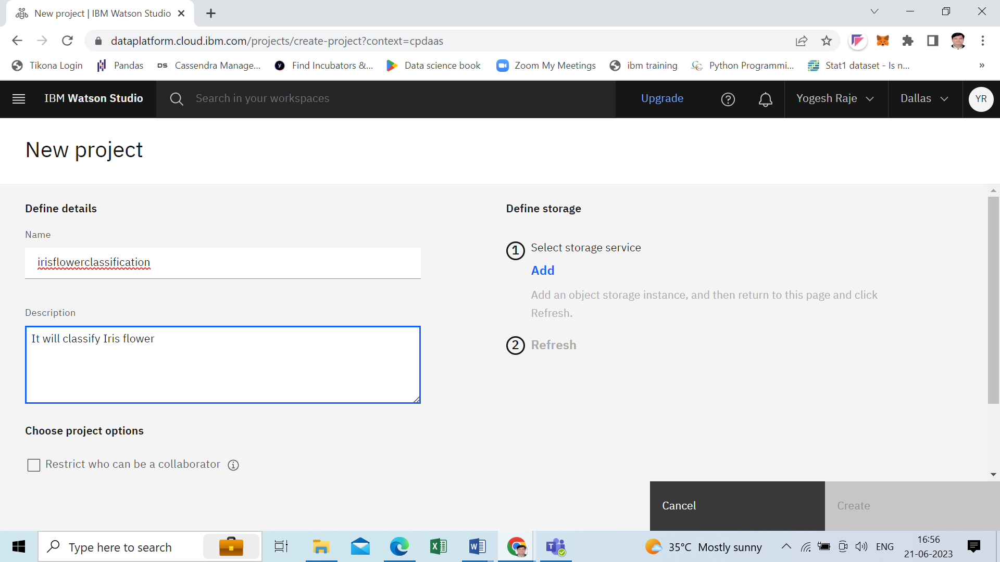 New project | IBM Watson Studio
dataplatform.cloud.ibm.com/projects/create-project?context=cpdaas
Tikona Login
Pandas
DS Cassendra Manage...
Y Find Incubators &...
Data science book
Zoom My Meetings
ibm training
Python Programmi...
Stat1 dataset - Is n...
»
IBM Watson Studio
Search in your workspaces
Upgrade
Yogesh Raje
Dallas
YR
New project
Define details
Name
irisflowerclassification
Description
It will classify Iris flower
Choose project options
Restrict who can be a collaborator
Define storage
1 Select storage service
Add
Add an object storage instance, and then return to this page and click
Refresh.
2 Refresh
Cancel
Create
Type here to search
35°C Mostly sunny
ENG
16:56
21-06-2023